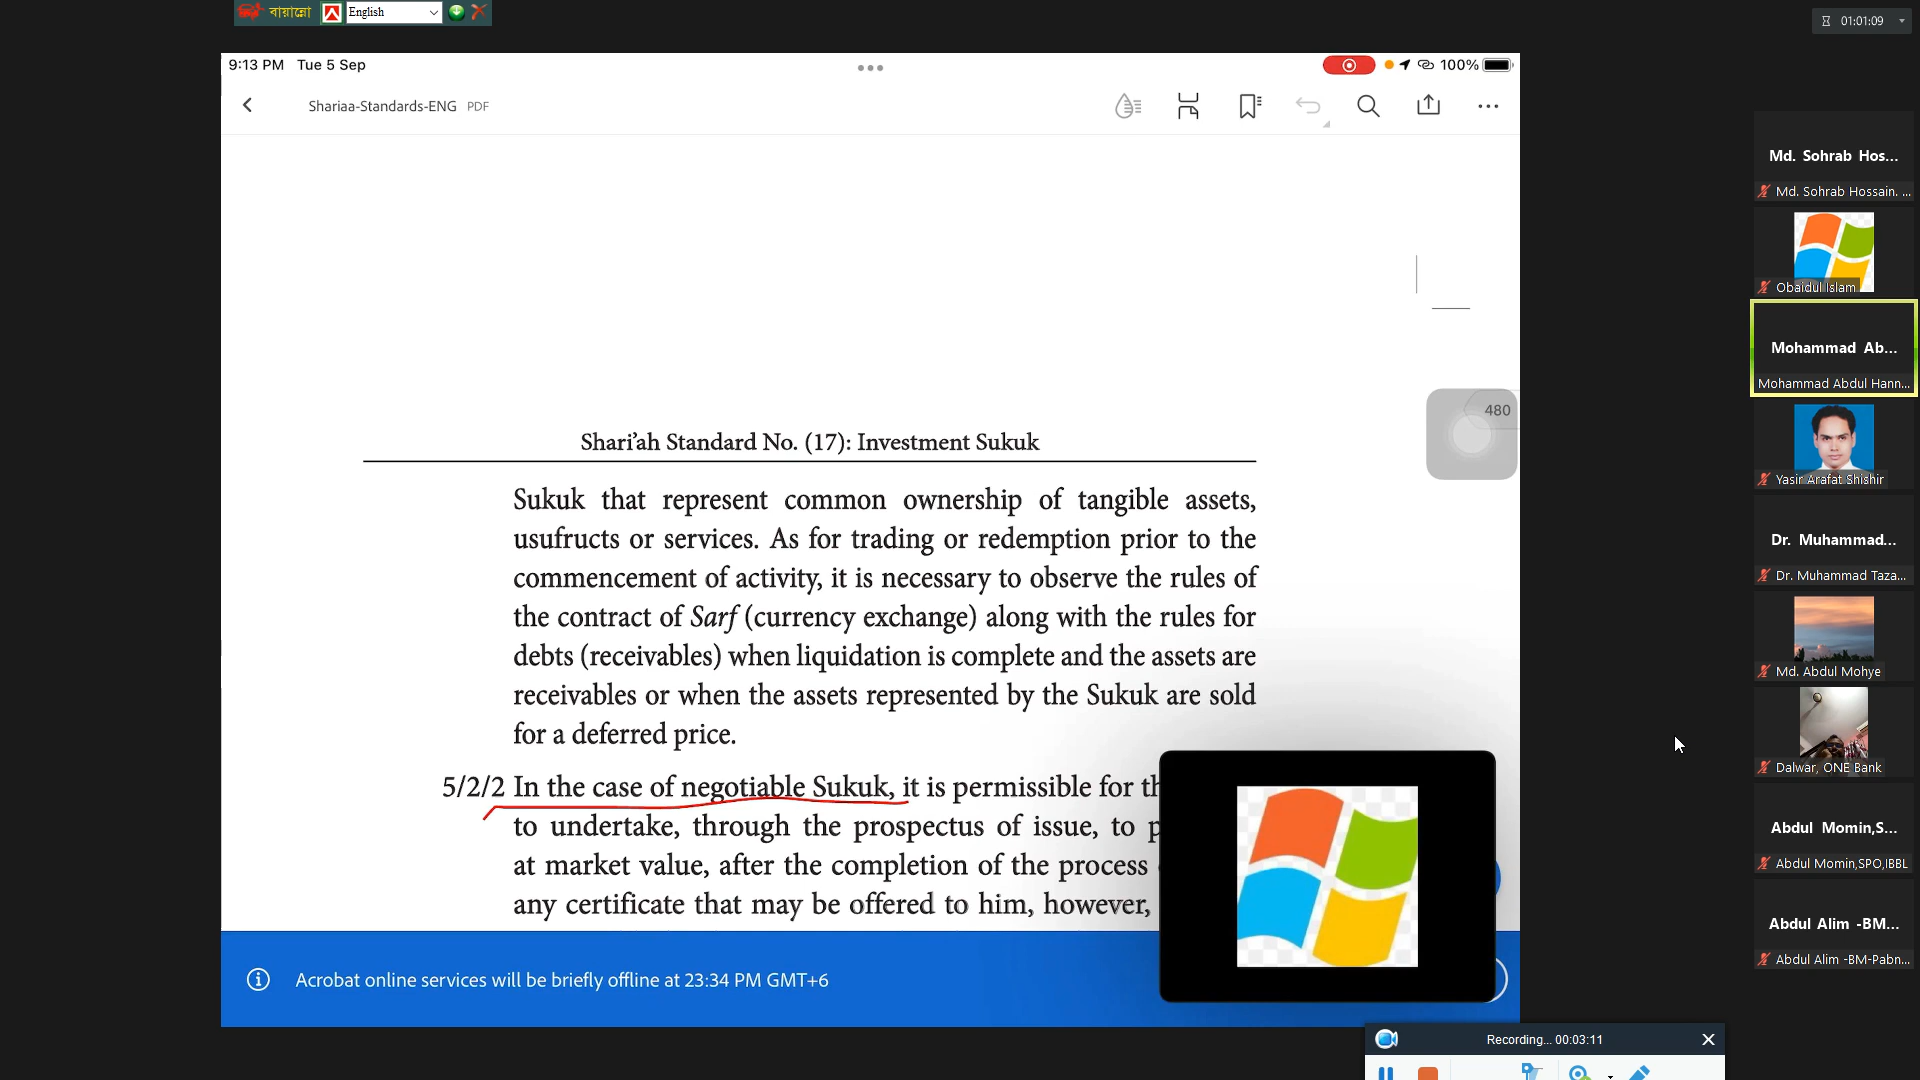 বায়ান্নো English
01:01:09
9:13 PM Tue 5 Sep
100%
Shariaa-Standards-ENG PDF
480
Shari’ah Standard No. (17): Investment Sukuk
Sukuk that represent common ownership of tangible assets,
usufructs or services. As for trading or redemption prior to the
commencement of activity, it is necessary to observe the rules of
the contract of Sarf (currency exchange) along with the rules for
debts (receivables) when liquidation is complete and the assets are
receivables or when the assets represented by the Sukuk are sold
for a deferred price.
5/2/2 In the case of negotiable Sukuk, it is permissible for th
to undertake, through the prospectus of issue, to p
at market value, after the completion of the process
any certificate that may be offered to him, however,
Acrobat online services will be briefly offline at 23:34 PM GMT+6
Md. Sohrab Hos...
Md. Sohrab Hossain. ...
Obaidul Islam
Mohammad Ab...
Mohammad Abdul Hann...
Yasir Arafat Shishir
Dr. Muhammad...
Dr. Muhammad Taza...
Md. Abdul Mohye
Dalwar, ONE Bank
Abdul Momin,S...
Abdul Momin,SPO,IBBL
Abdul Alim -BM...
Abdul Alim -BM-Pabn...
Recording... 00:03:11